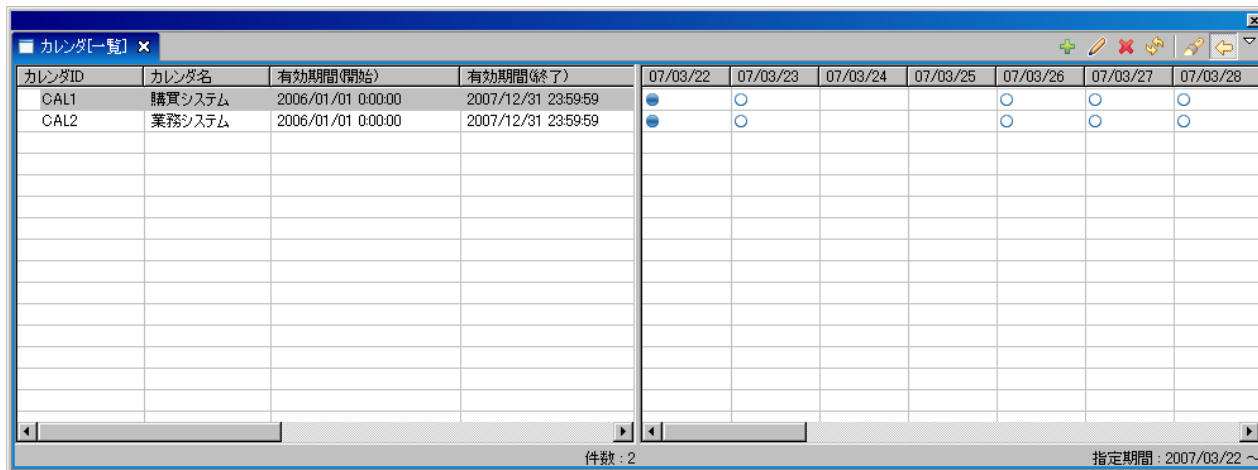 カレンダ[一覧]
カレンダID カレンダ名 有効期間(開始) 有効期間(終了) 07/03/22 07/03/23 07/03/24 07/03/25 07/03/26 07/03/27 07/03/28
CAL1 購買システム 2006/01/01 0:00:00 2007/12/31 23:59:59
CAL2 業務システム 2006/01/01 0:00:00 2007/12/31 23:59:59
件数 : 2 指定期間 : 2007/03/22 ~